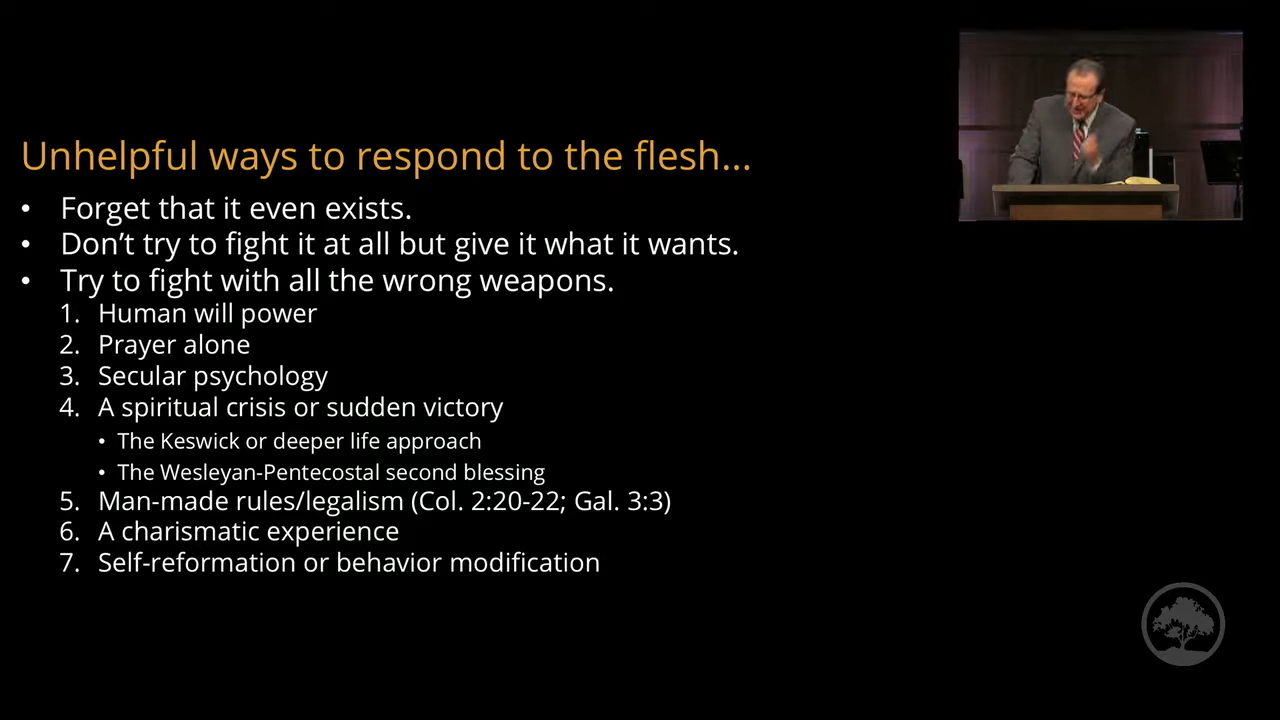 Unhelpful ways to respond to the flesh...
• Forget that it even exists.
• Don’t try to fight it at all but give it what it wants.
• Try to fight with all the wrong weapons.
1. Human will power
2. Prayer alone
3. Secular psychology
4. A spiritual crisis or sudden victory
• The Keswick or deeper life approach
• The Wesleyan-Pentecostal second blessing
5. Man-made rules/legalism (Col. 2:20-22; Gal. 3:3)
6. A charismatic experience
7. Self-reformation or behavior modification